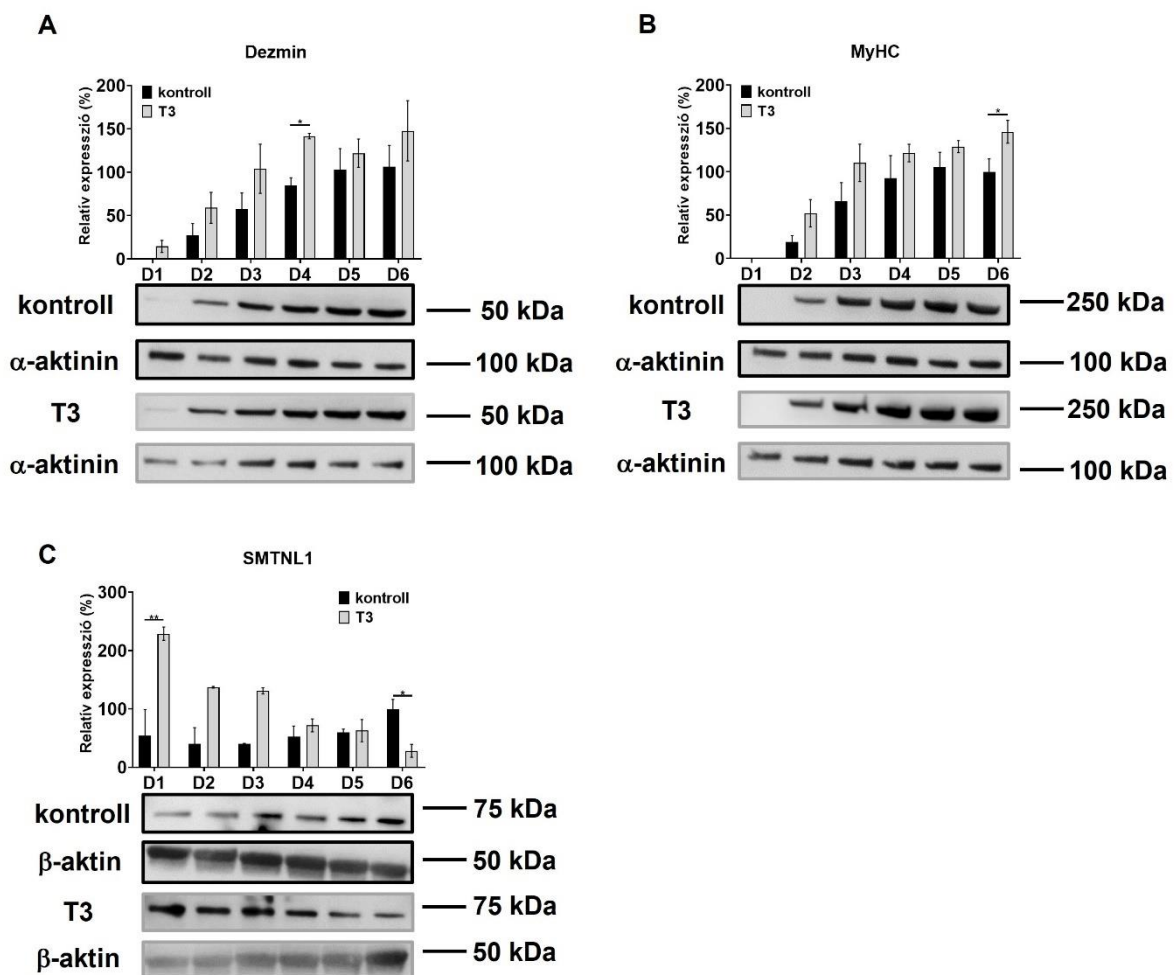 A
Dezmin
Relatív expresszió (%)
200
150
100
50
0
kontroll
T3
*
D1 D2 D3 D4 D5 D6
kontroll 50 kDa
α-aktinin 100 kDa
T3 50 kDa
α-aktinin 100 kDa
B
MyHC
Relatív expresszió (%)
200
150
100
50
0
kontroll
T3
*
D1 D2 D3 D4 D5 D6
kontroll 250 kDa
α-aktinin 100 kDa
T3 250 kDa
α-aktinin 100 kDa
C
SMTNL1
Relatív expresszió (%)
300
200
100
0
kontroll
T3
**
*
D1 D2 D3 D4 D5 D6
kontroll 75 kDa
β-aktin 50 kDa
T3 75 kDa
β-aktin 50 kDa